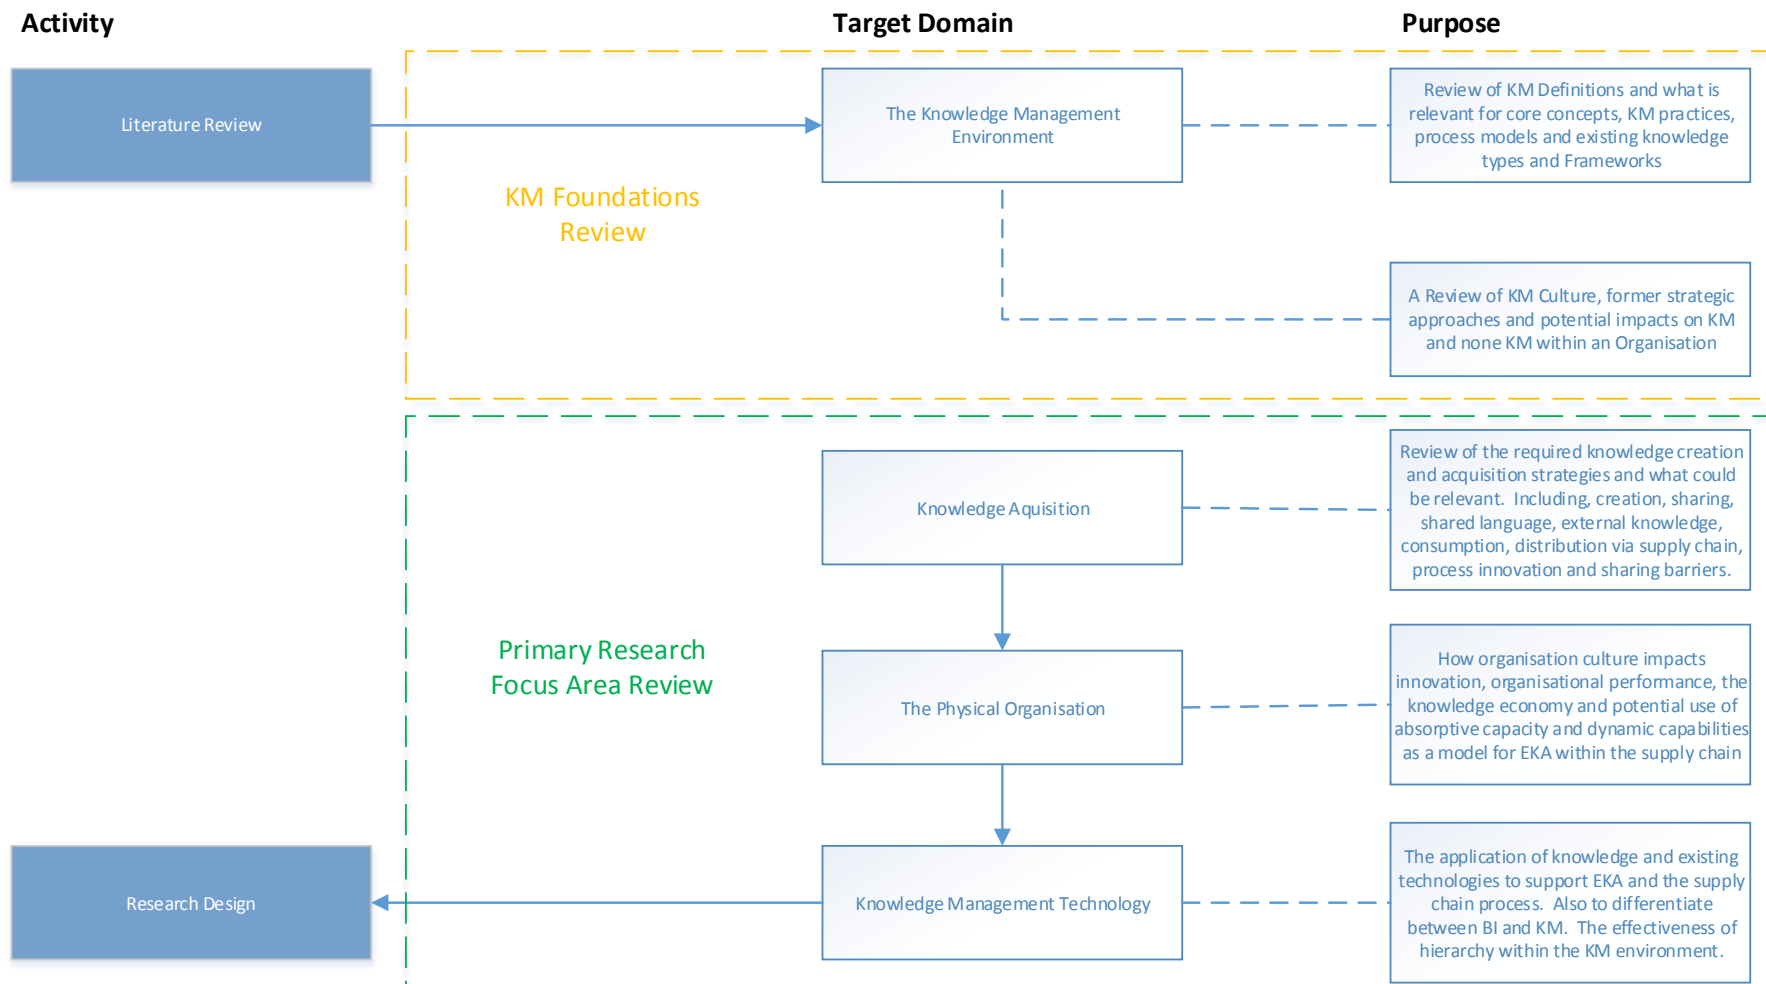 Activity
Target Domain
Purpose
Literature Review
The Knowledge Management
Environment
Review of KM Definitions and what is
relevant for core concepts, KM practices,
process models and existing knowledge
types and Frameworks
KM Foundations
Review
A Review of KM Culture, former strategic
approaches and potential impacts on KM
and none KM within an Organisation
Knowledge Aquisition
Review of the required knowledge creation
and acquisition strategies and what could
be relevant.  Including, creation, sharing,
shared language, external knowledge,
consumption, distribution via supply chain,
process innovation and sharing barriers.
Primary Research
Focus Area Review
The Physical Organisation
How organisation culture impacts
innovation, organisational performance, the
knowledge economy and potential use of
absorptive capacity and dynamic capabilities
as a model for EKA within the supply chain
Research Design
Knowledge Management Technology
The application of knowledge and existing
technologies to support EKA and the supply
chain process.  Also to differentiate
between BI and KM.  The effectiveness of
hierarchy within the KM environment.